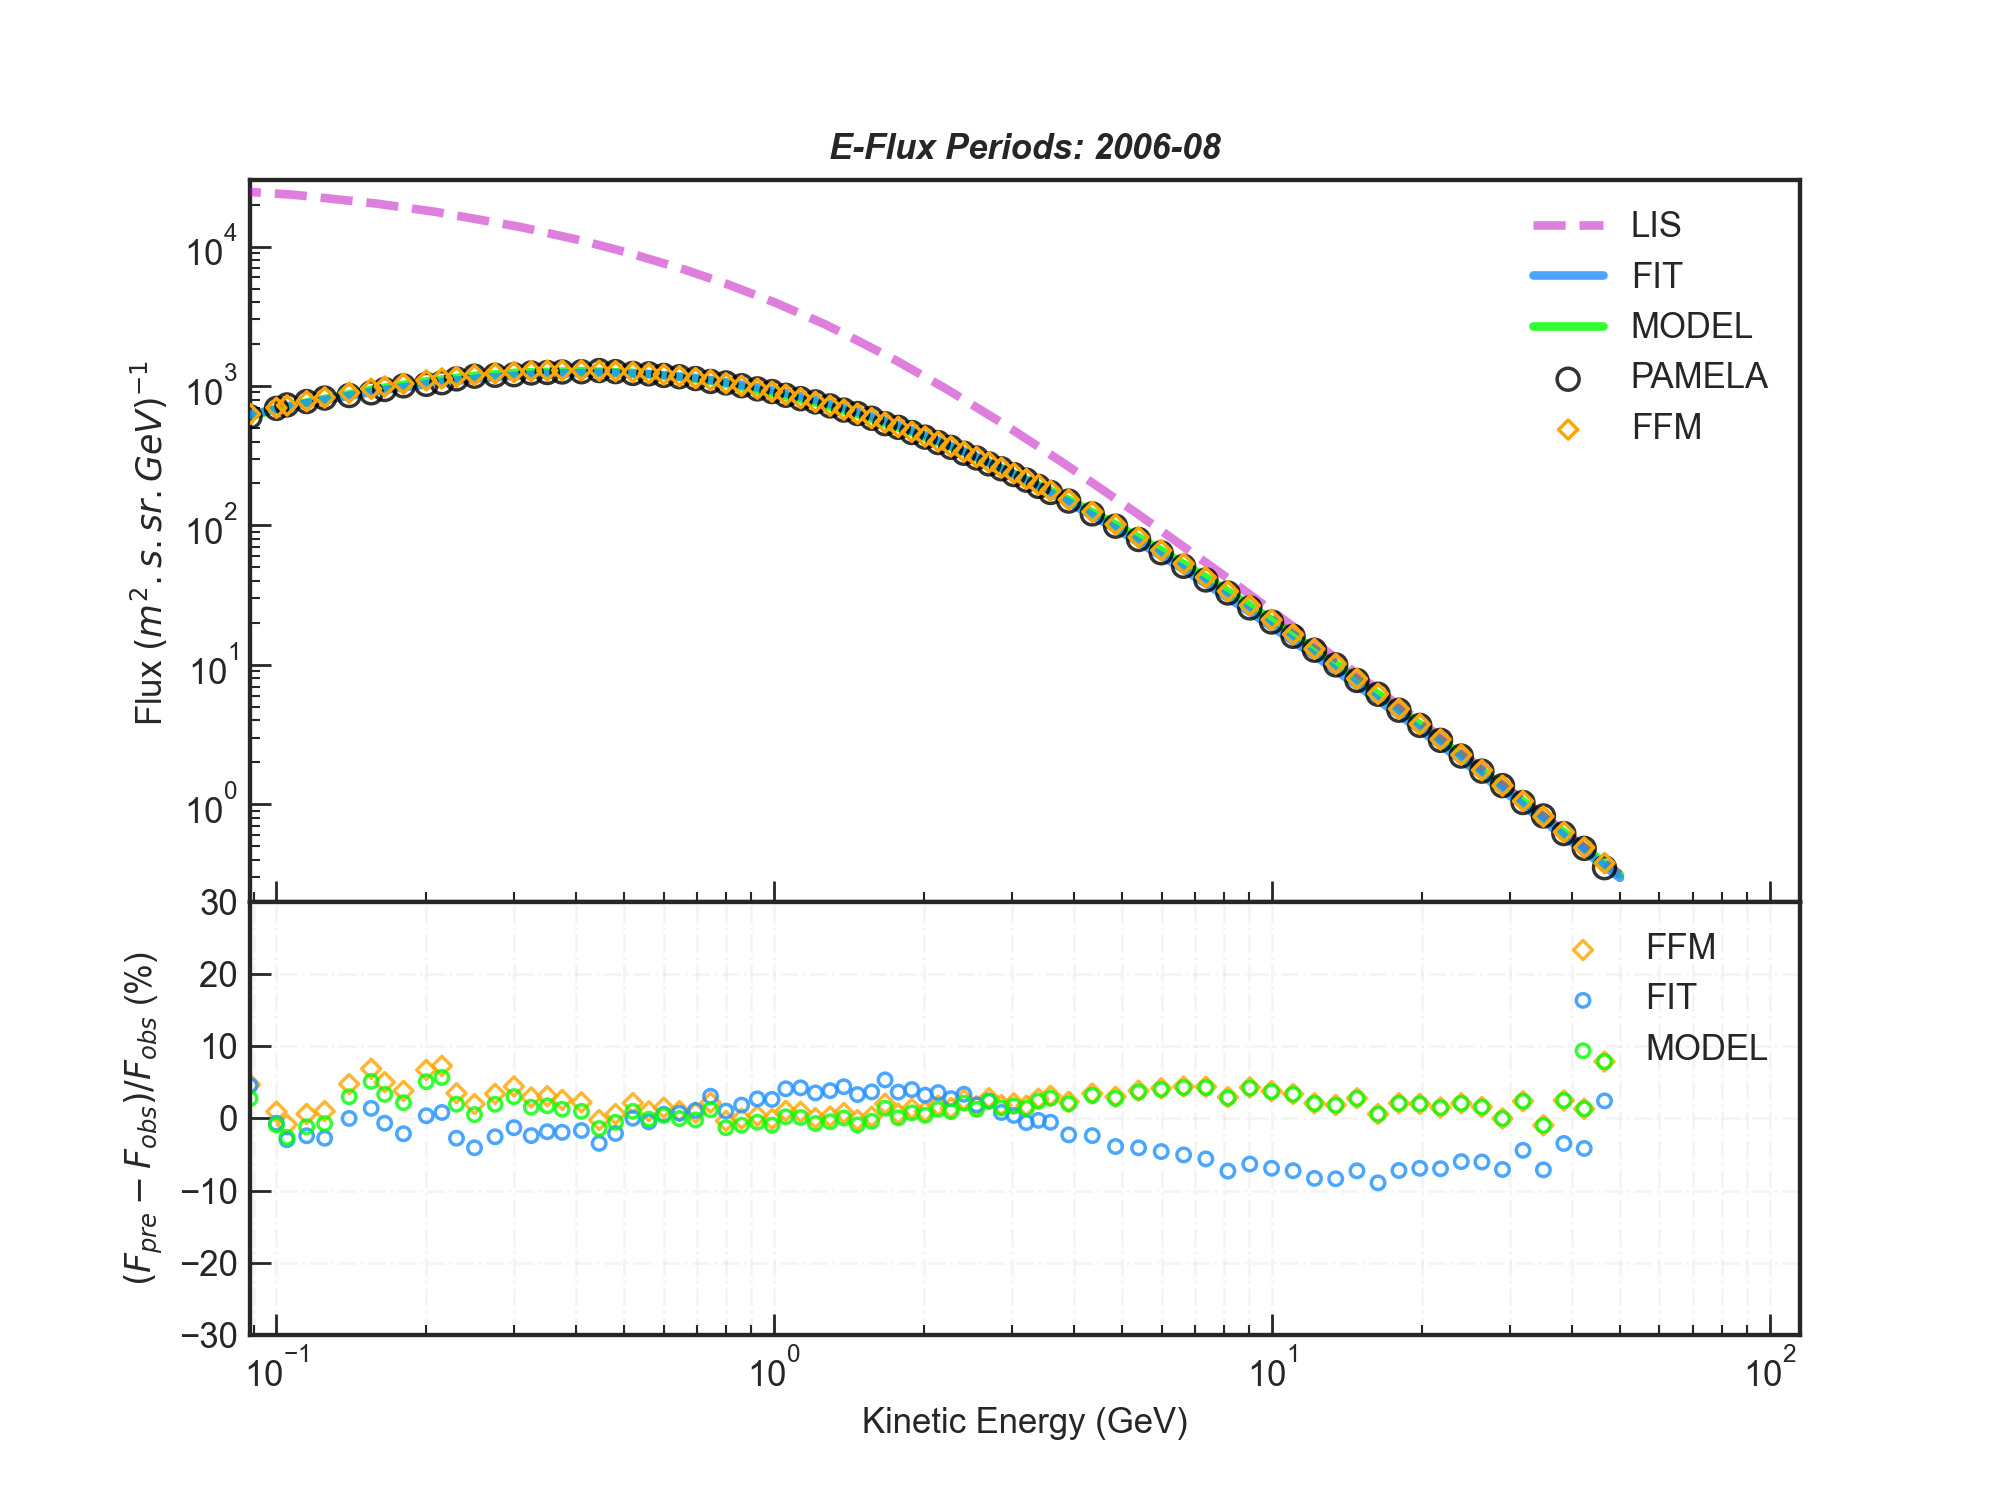 E-Flux Periods: 2006-08
LIS
FIT
MODEL
PAMELA
FFM
10^4
10^3
10^2
10^1
10^0
Flux (m^2.s.sr.GeV)^−1
30
20
10
0
−10
−20
−30
(F_pre − F_obs)/F_obs (%)
FFM
FIT
MODEL
10^−1
10^0
10^1
10^2
Kinetic Energy (GeV)